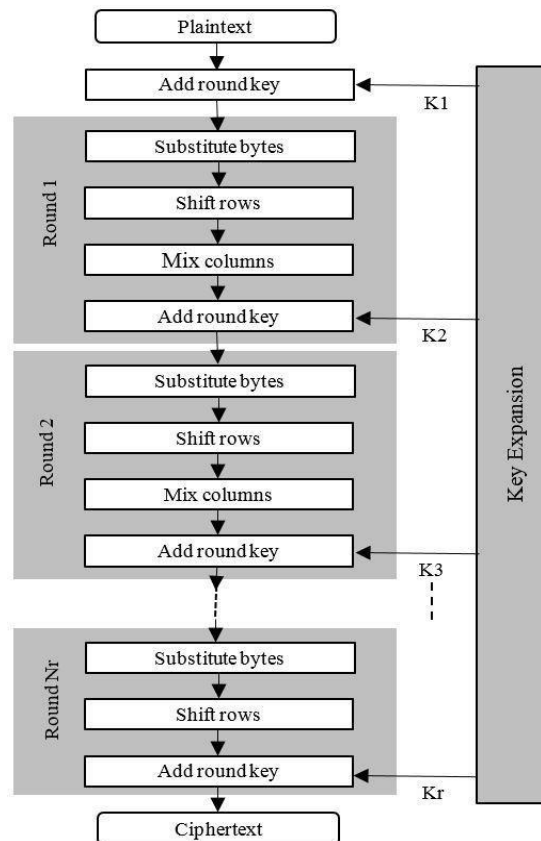 Plaintext
Add round key
K1
Round 1
Substitute bytes
Shift rows
Mix columns
Add round key
K2
Round 2
Substitute bytes
Shift rows
Mix columns
Add round key
K3
Key Expansion
Round Nr
Substitute bytes
Shift rows
Add round key
Kr
Ciphertext